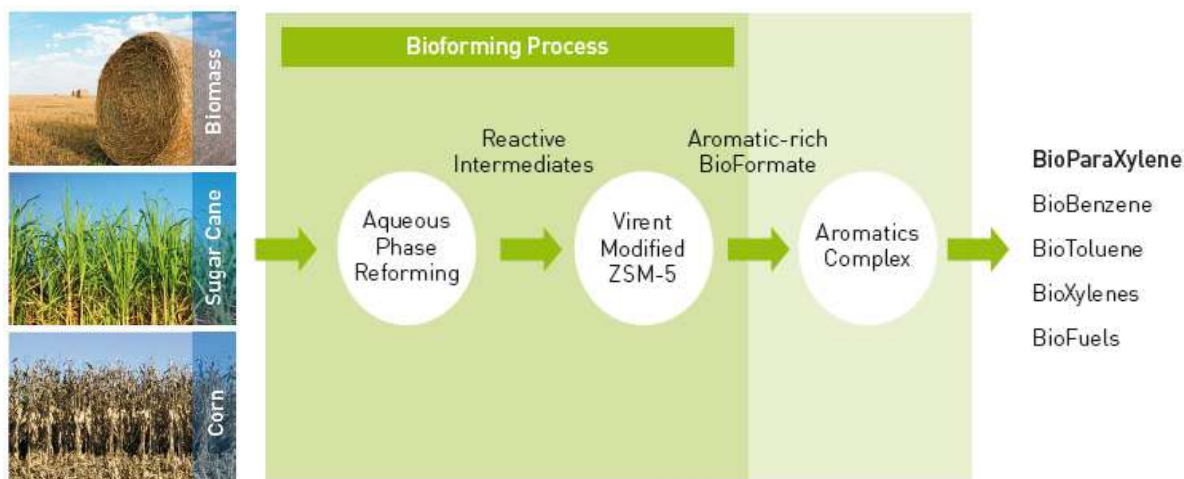 Biomass
Sugar Cane
Corn
Bioforming Process
Reactive
Intermediates
Aromatic-rich
BioFormate
Aqueous
Phase
Reforming
Virent
Modified
ZSM-5
Aromatics
Complex
BioParaXylene
BioBenzene
BioToluene
BioXylenes
BioFuels